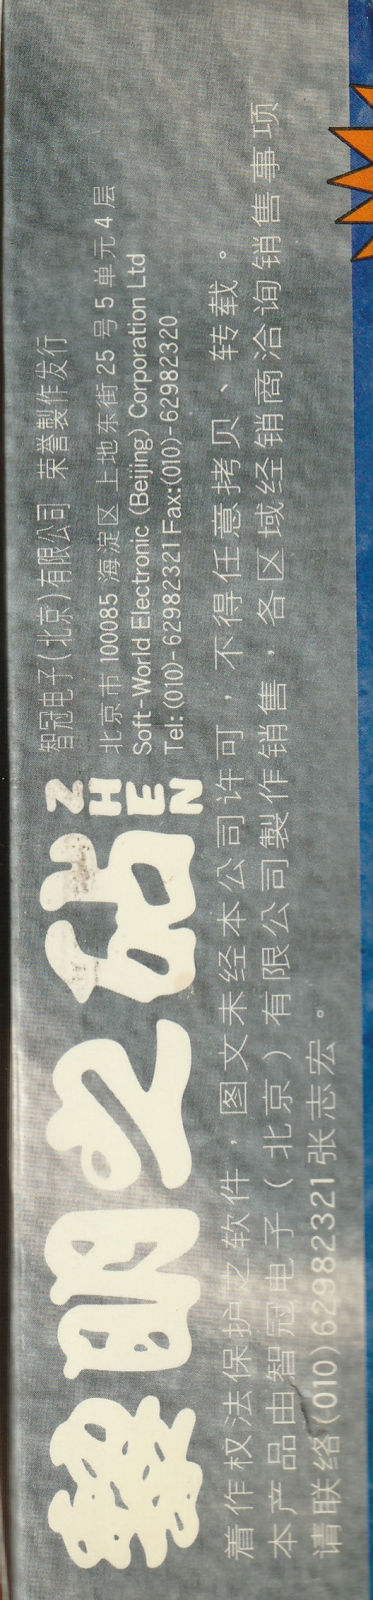 臻明之站
ZHEN
智冠电子(北京)有限公司 荣誉製作发行
北京市 100085 海淀区上地东街 25 号 5 单元 4 层
Soft-World Electronic (Beijing) Corporation Ltd
Tel: (010)-62982321 Fax:(010)-62982320
着作权法保护之软件，图文未经本公司许可，不得任意拷贝、转载。
本产品由智冠电子（北京）有限公司製作销售，各区域经销商洽询销售事项
请联络(010)62982321张志宏。